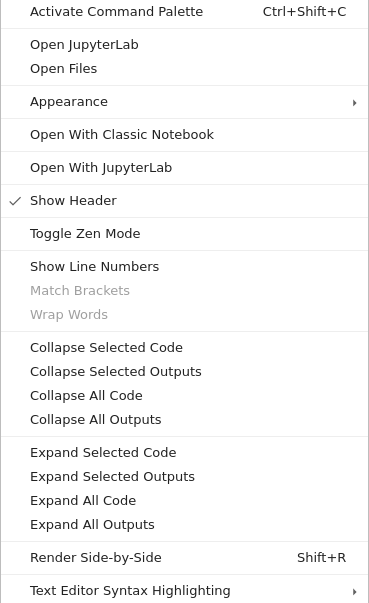 Activate Command Palette Ctrl+Shift+C
Open JupyterLab
Open Files
Appearance
Open With Classic Notebook
Open With JupyterLab
Show Header
Toggle Zen Mode
Show Line Numbers
Match Brackets
Wrap Words
Collapse Selected Code
Collapse Selected Outputs
Collapse All Code
Collapse All Outputs
Expand Selected Code
Expand Selected Outputs
Expand All Code
Expand All Outputs
Render Side-by-Side Shift+R
Text Editor Syntax Highlighting